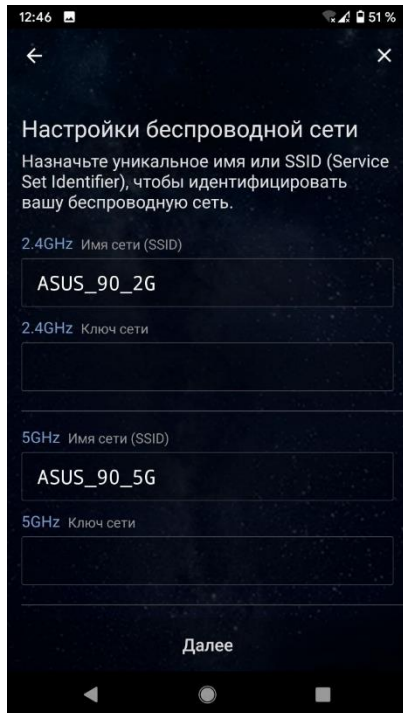 12:46
51 %
Настройки беспроводной сети
Назначьте уникальное имя или SSID (Service
Set Identifier), чтобы идентифицировать
вашу беспроводную сеть.
2.4GHz Имя сети (SSID)
ASUS_90_2G
2.4GHz Ключ сети
5GHz Имя сети (SSID)
ASUS_90_5G
5GHz Ключ сети
Далее